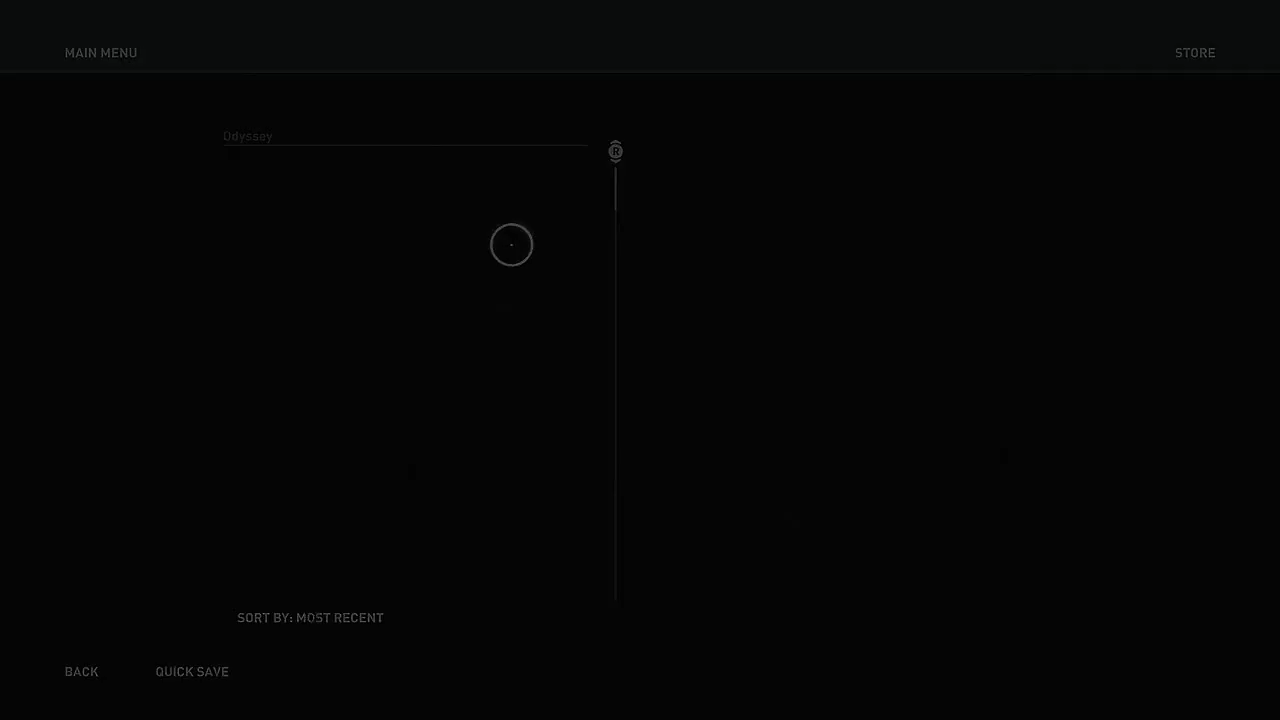 MAIN MENU
STORE
Odyssey
R
SORT BY: MOST RECENT
BACK
QUICK SAVE